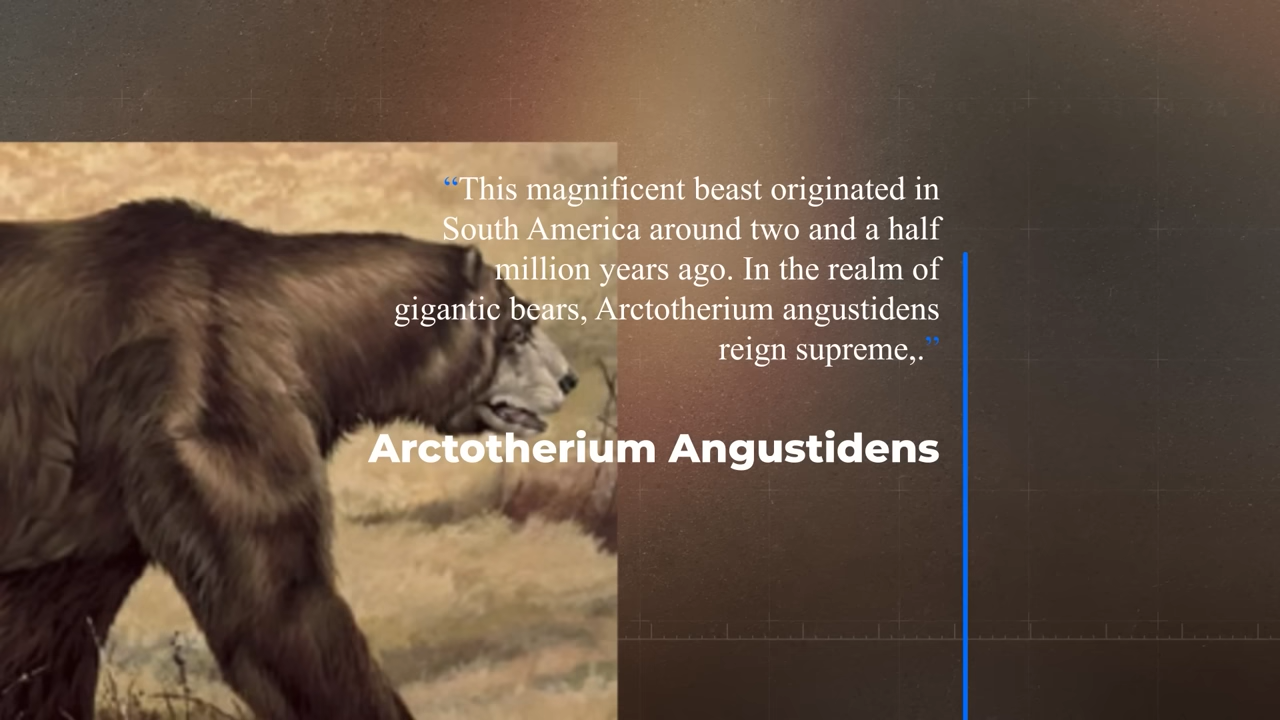 “This magnificent beast originated in
South America around two and a half
million years ago. In the realm of
gigantic bears, Arctotherium angustidens
reign supreme,.”
Arctotherium Angustidens